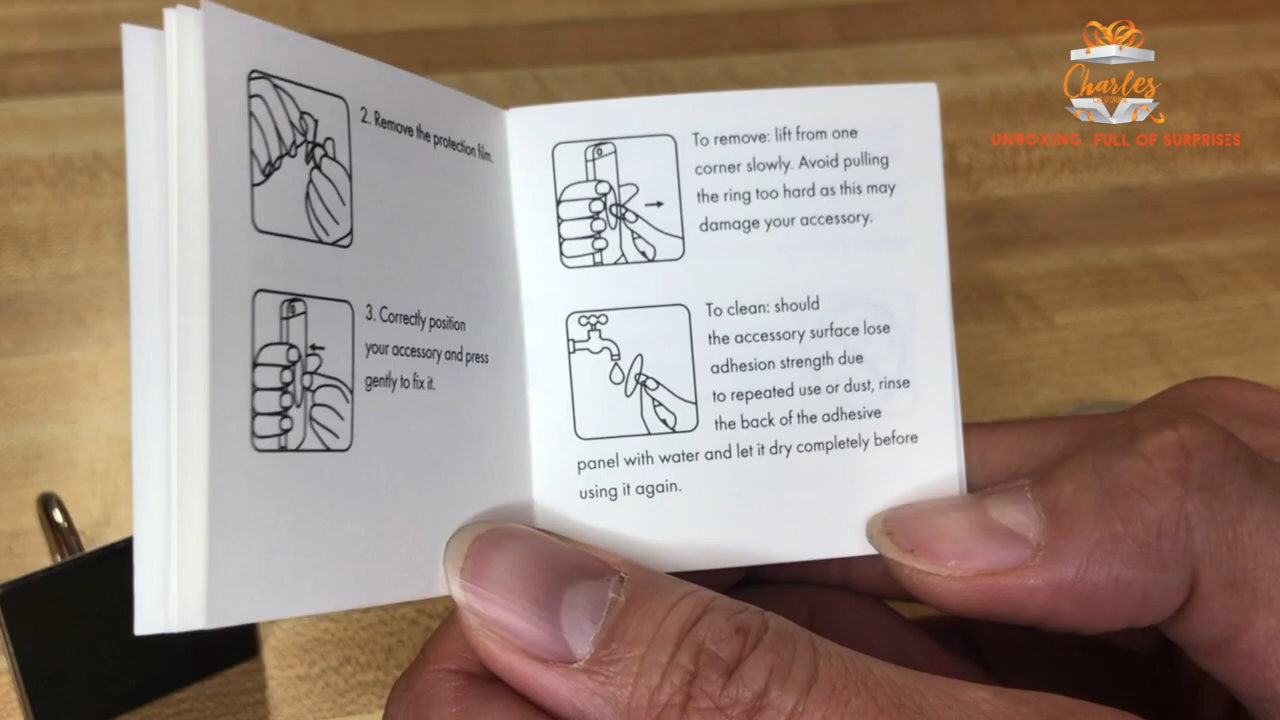 2. Remove the protection film.
3. Correctly position
your accessory and press
gently to fix it.
To remove: lift from one
corner slowly. Avoid pulling
the ring too hard as this may
damage your accessory.
To clean: should
the accessory surface lose
adhesion strength due
to repeated use or dust, rinse
the back of the adhesive
panel with water and let it dry completely before
using it again.
Charles
CALIFORNIA
UNBOXING...FULL OF SURPRISES